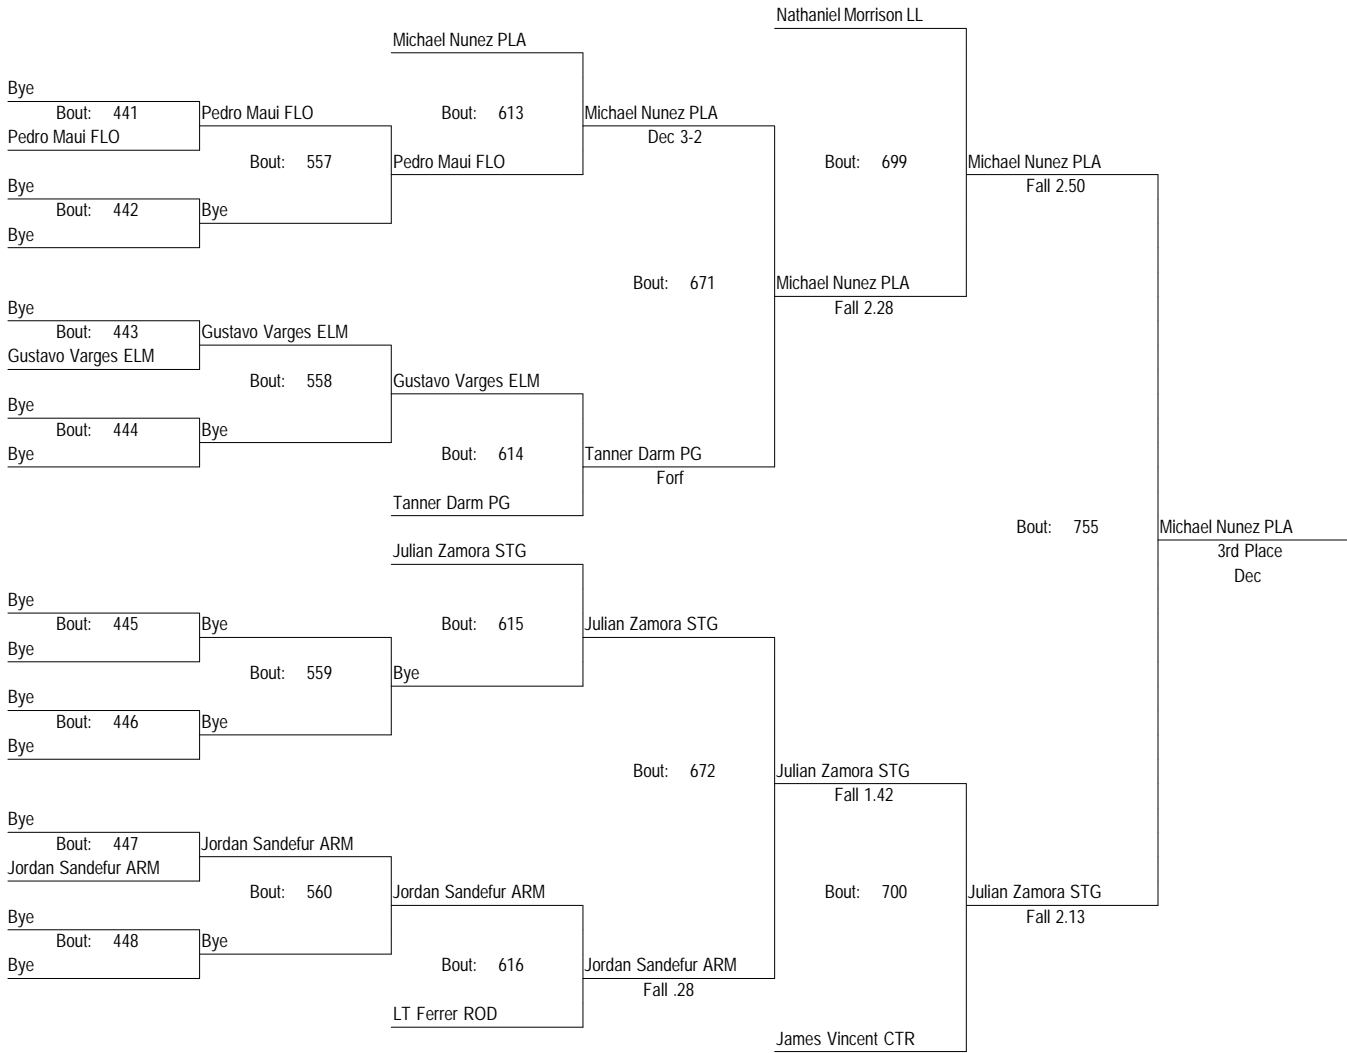 Nathaniel Morrison LL
Michael Nunez PLA
Bye
Bout: 441
Pedro Maui FLO
Bout: 613
Michael Nunez PLA
Pedro Maui FLO
Dec 3-2
Bout: 557
Pedro Maui FLO
Bout: 699
Michael Nunez PLA
Bye
Fall 2.50
Bout: 442
Bye
Bye
Bout: 671
Michael Nunez PLA
Bye
Fall 2.28
Bout: 443
Gustavo Varges ELM
Gustavo Varges ELM
Bout: 558
Gustavo Varges ELM
Bye
Bout: 444
Bye
Bye
Bout: 614
Tanner Darm PG
Forf
Tanner Darm PG
Bout: 755
Michael Nunez PLA
Julian Zamora STG
3rd Place
Dec
Bye
Bout: 445
Bye
Bout: 615
Julian Zamora STG
Bye
Bout: 559
Bye
Bye
Bout: 446
Bye
Bye
Bout: 672
Julian Zamora STG
Fall 1.42
Bye
Bout: 447
Jordan Sandefur ARM
Jordan Sandefur ARM
Bout: 560
Jordan Sandefur ARM
Bout: 700
Julian Zamora STG
Bye
Fall 2.13
Bout: 448
Bye
Bye
Bout: 616
Jordan Sandefur ARM
Fall .28
LT Ferrer ROD
James Vincent CTR